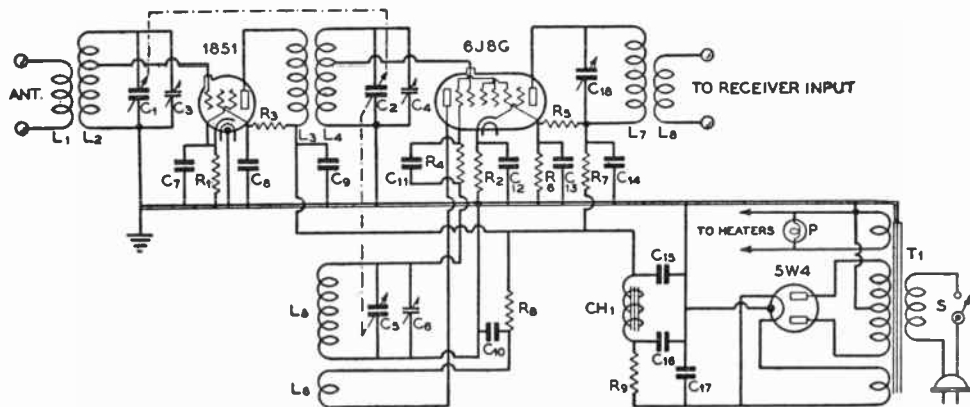 1851
6J8G
ANT.
L1
L2
C1
C3
R3
L3
L4
C2
C4
R5
C18
L7
L8
TO RECEIVER INPUT
C7
R1
C8
C9
C11
R4
R2
C12
R6
C13
R7
C14
TO HEATERS
P
T1
5W4
S
C15
CH1
C16
R9
C17
L5
C5
C6
R8
C10
L6